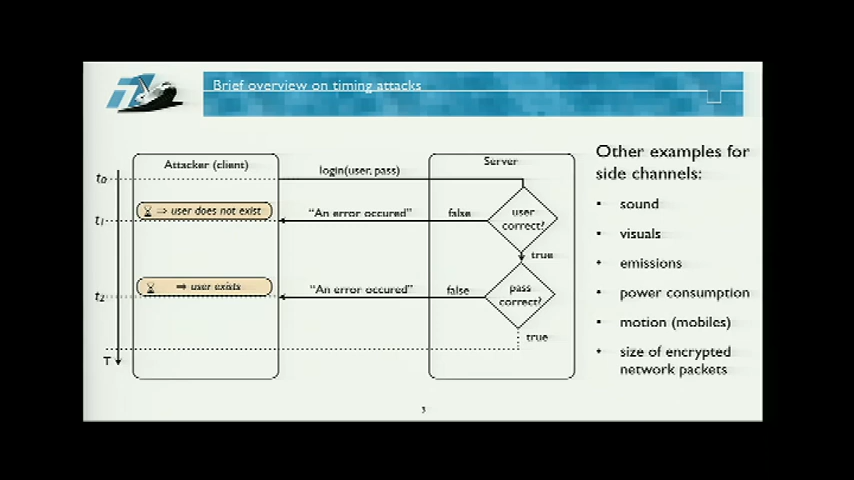 Brief overview on timing attacks
Attacker (client)
login(user, pass)
Server
t0
⇒ user does not exist
"An error occured"
false
user
correct?
t1
true
⇒ user exists
"An error occured"
false
pass
correct?
t2
true
T
Other examples for
side channels:
• sound
• visuals
• emissions
• power consumption
• motion (mobiles)
• size of encrypted
network packets
3